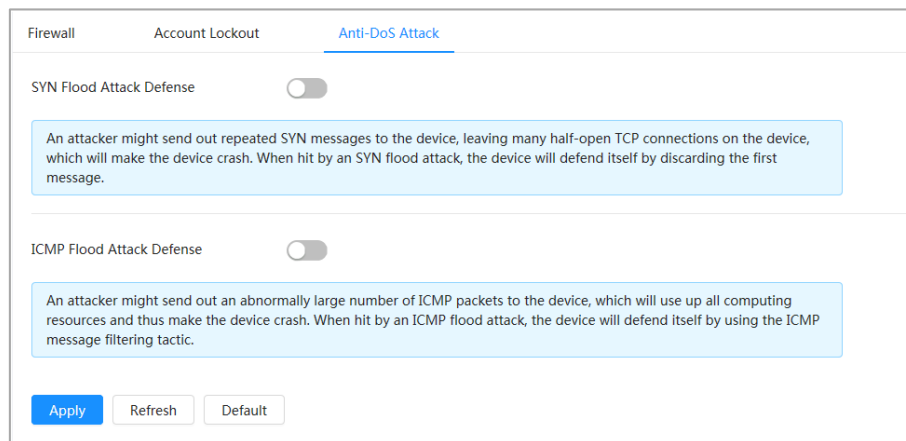 Firewall Account Lockout Anti-DoS Attack
SYN Flood Attack Defense
An attacker might send out repeated SYN messages to the device, leaving many half-open TCP connections on the device,
which will make the device crash. When hit by an SYN flood attack, the device will defend itself by discarding the first
message.
ICMP Flood Attack Defense
An attacker might send out an abnormally large number of ICMP packets to the device, which will use up all computing
resources and thus make the device crash. When hit by an ICMP flood attack, the device will defend itself by using the ICMP
message filtering tactic.
Apply Refresh Default